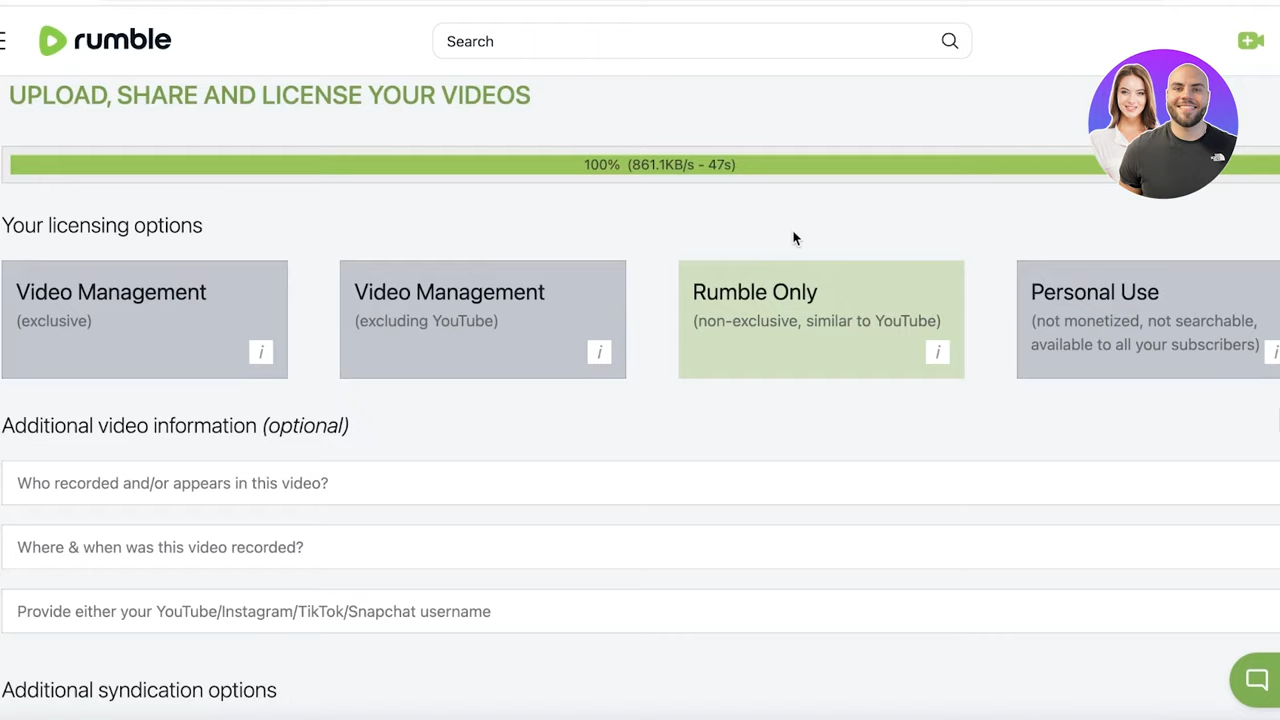 rumble
Search
UPLOAD, SHARE AND LICENSE YOUR VIDEOS
100% (861.1KB/s - 47s)
Your licensing options
Video Management
(exclusive)
i
Video Management
(excluding YouTube)
i
Rumble Only
(non-exclusive, similar to YouTube)
i
Personal Use
(not monetized, not searchable,
available to all your subscribers)
i
Additional video information (optional)
Who recorded and/or appears in this video?
Where & when was this video recorded?
Provide either your YouTube/Instagram/TikTok/Snapchat username
Additional syndication options